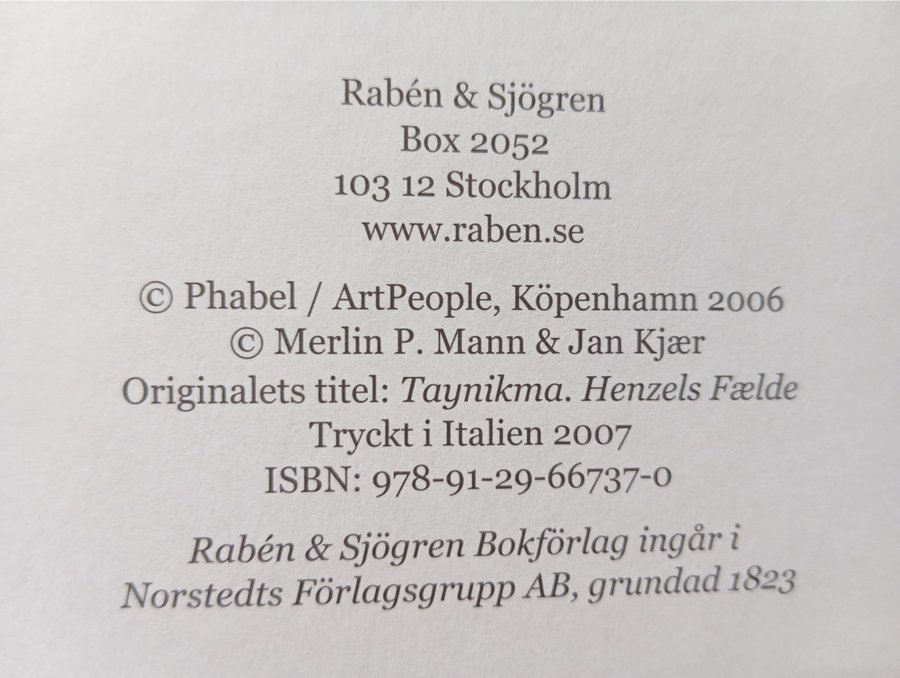 Rabén & Sjögren
Box 2052
103 12 Stockholm
www.raben.se
© Phabel / ArtPeople, Köpenhamn 2006
© Merlin P. Mann & Jan Kjær
Originalets titel: Taynikma. Henzels Fælde
Tryckt i Italien 2007
ISBN: 978-91-29-66737-0
Rabén & Sjögren Bokförlag ingår i
Norstedts Förlagsgrupp AB, grundad 1823